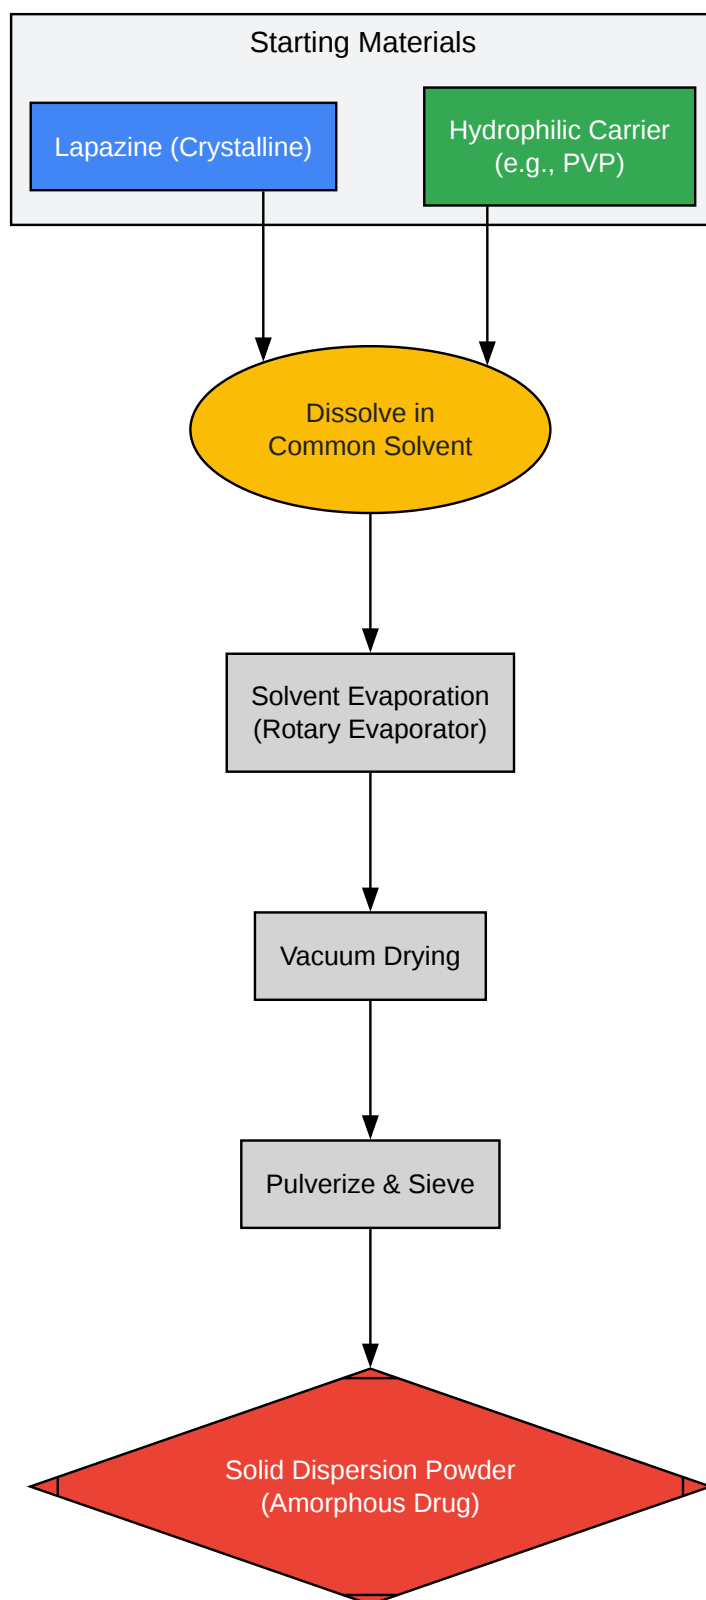 Starting Materials
Lapazine (Crystalline)
Hydrophilic Carrier
(e.g., PVP)
Dissolve in
Common Solvent
Solvent Evaporation
(Rotary Evaporator)
Vacuum Drying
Pulverize & Sieve
Solid Dispersion Powder
(Amorphous Drug)